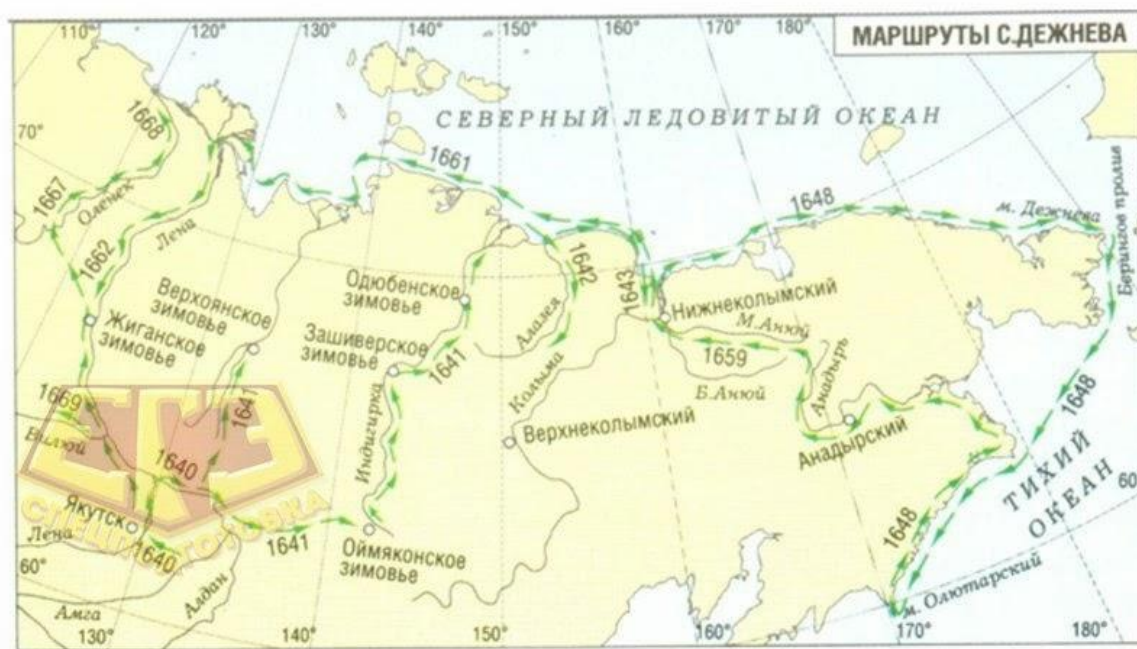 110°
120°
130°
140°
150°
160°
170°
180°
МАРШРУТЫ С.ДЕЖНЕВА
70°
СЕВЕРНЫЙ ЛЕДОВИТЫЙ ОКЕАН
1668
1667
Оленек
1661
1648
м. Дежнева
Берингов пролив
1662
Лена
Верхоянское
зимовье
Жиганское
зимовье
Одюбенское
зимовье
Зашиверское
зимовье
1641
Алазея
1642
1643
Нижнеколымский
М.Анюй
1659
Б.Анюй
Анадырь
Анадырский
Колыма
Верхнеколымский
Индигирка
1648
ТИХИЙ
ОКЕАН
1669
Вилюй
1641
1640
ЕГЭ
СПЕЦПОДГОТОВКА
Якутск
Лена
1640
1641
Оймяконское
зимовье
1648
м. Олютарский
60°
60°
Амга
Алдан
130°
140°
150°
160°
170°
180°